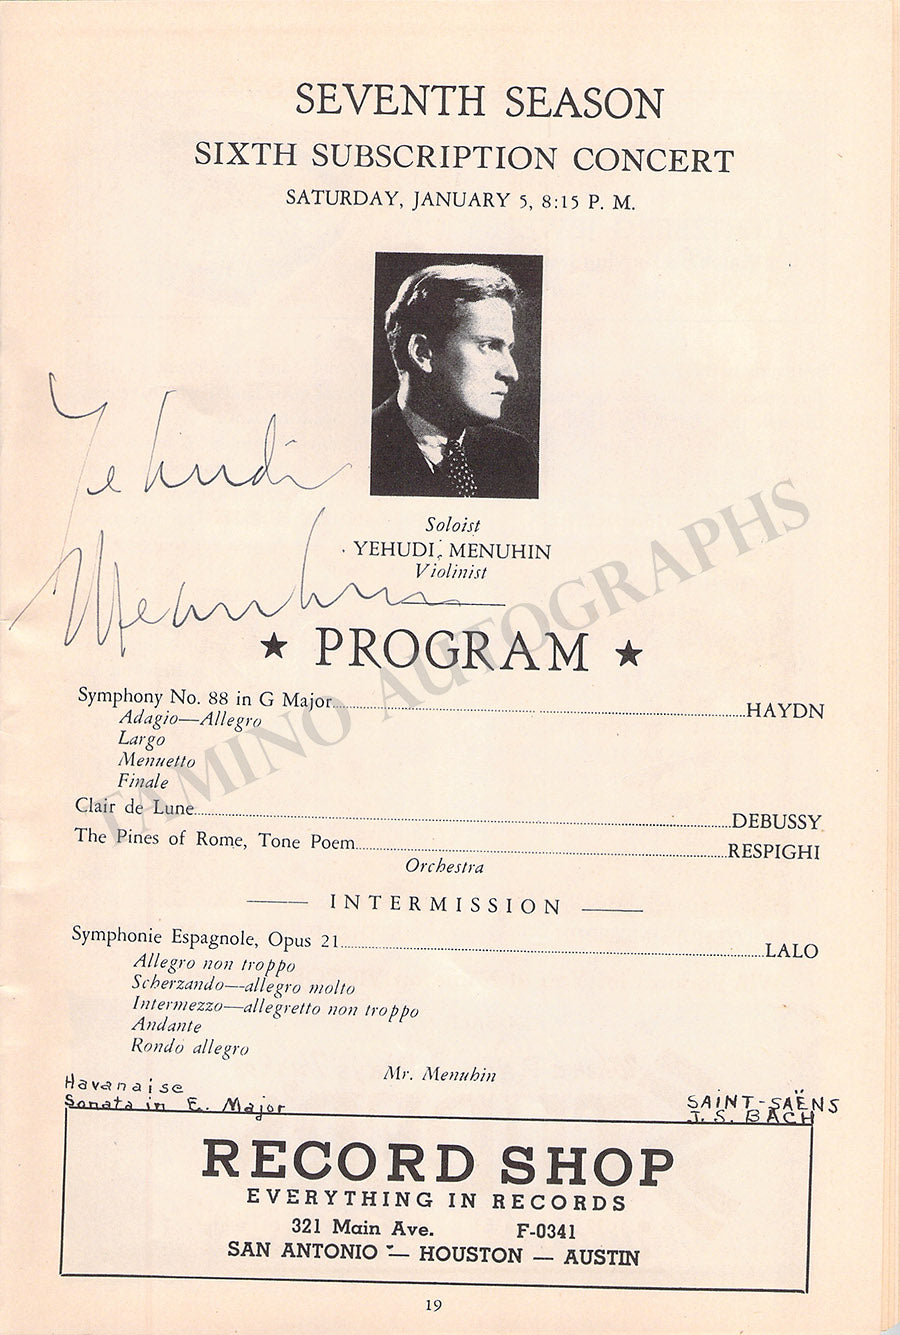 SEVENTH SEASON
SIXTH SUBSCRIPTION CONCERT
SATURDAY, JANUARY 5, 8:15 P. M.
Yehudi
Menuhin
Soloist
YEHUDI MENUHIN
Violinist
★ PROGRAM ★
TAMINO AUTOGRAPHS
Symphony No. 88 in G Major HAYDN
Adagio—Allegro
Largo
Menuetto
Finale
Clair de Lune DEBUSSY
The Pines of Rome, Tone Poem RESPIGHI
Orchestra
INTERMISSION
Symphonie Espagnole, Opus 21 LALO
Allegro non troppo
Scherzando—allegro molto
Intermezzo—allegretto non troppo
Andante
Rondo allegro
Mr. Menuhin
Havanaise SAINT-SAËNS
Sonata in E. Major J. S. BACH
RECORD SHOP
EVERYTHING IN RECORDS
321 Main Ave. F-0341
SAN ANTONIO — HOUSTON — AUSTIN
19